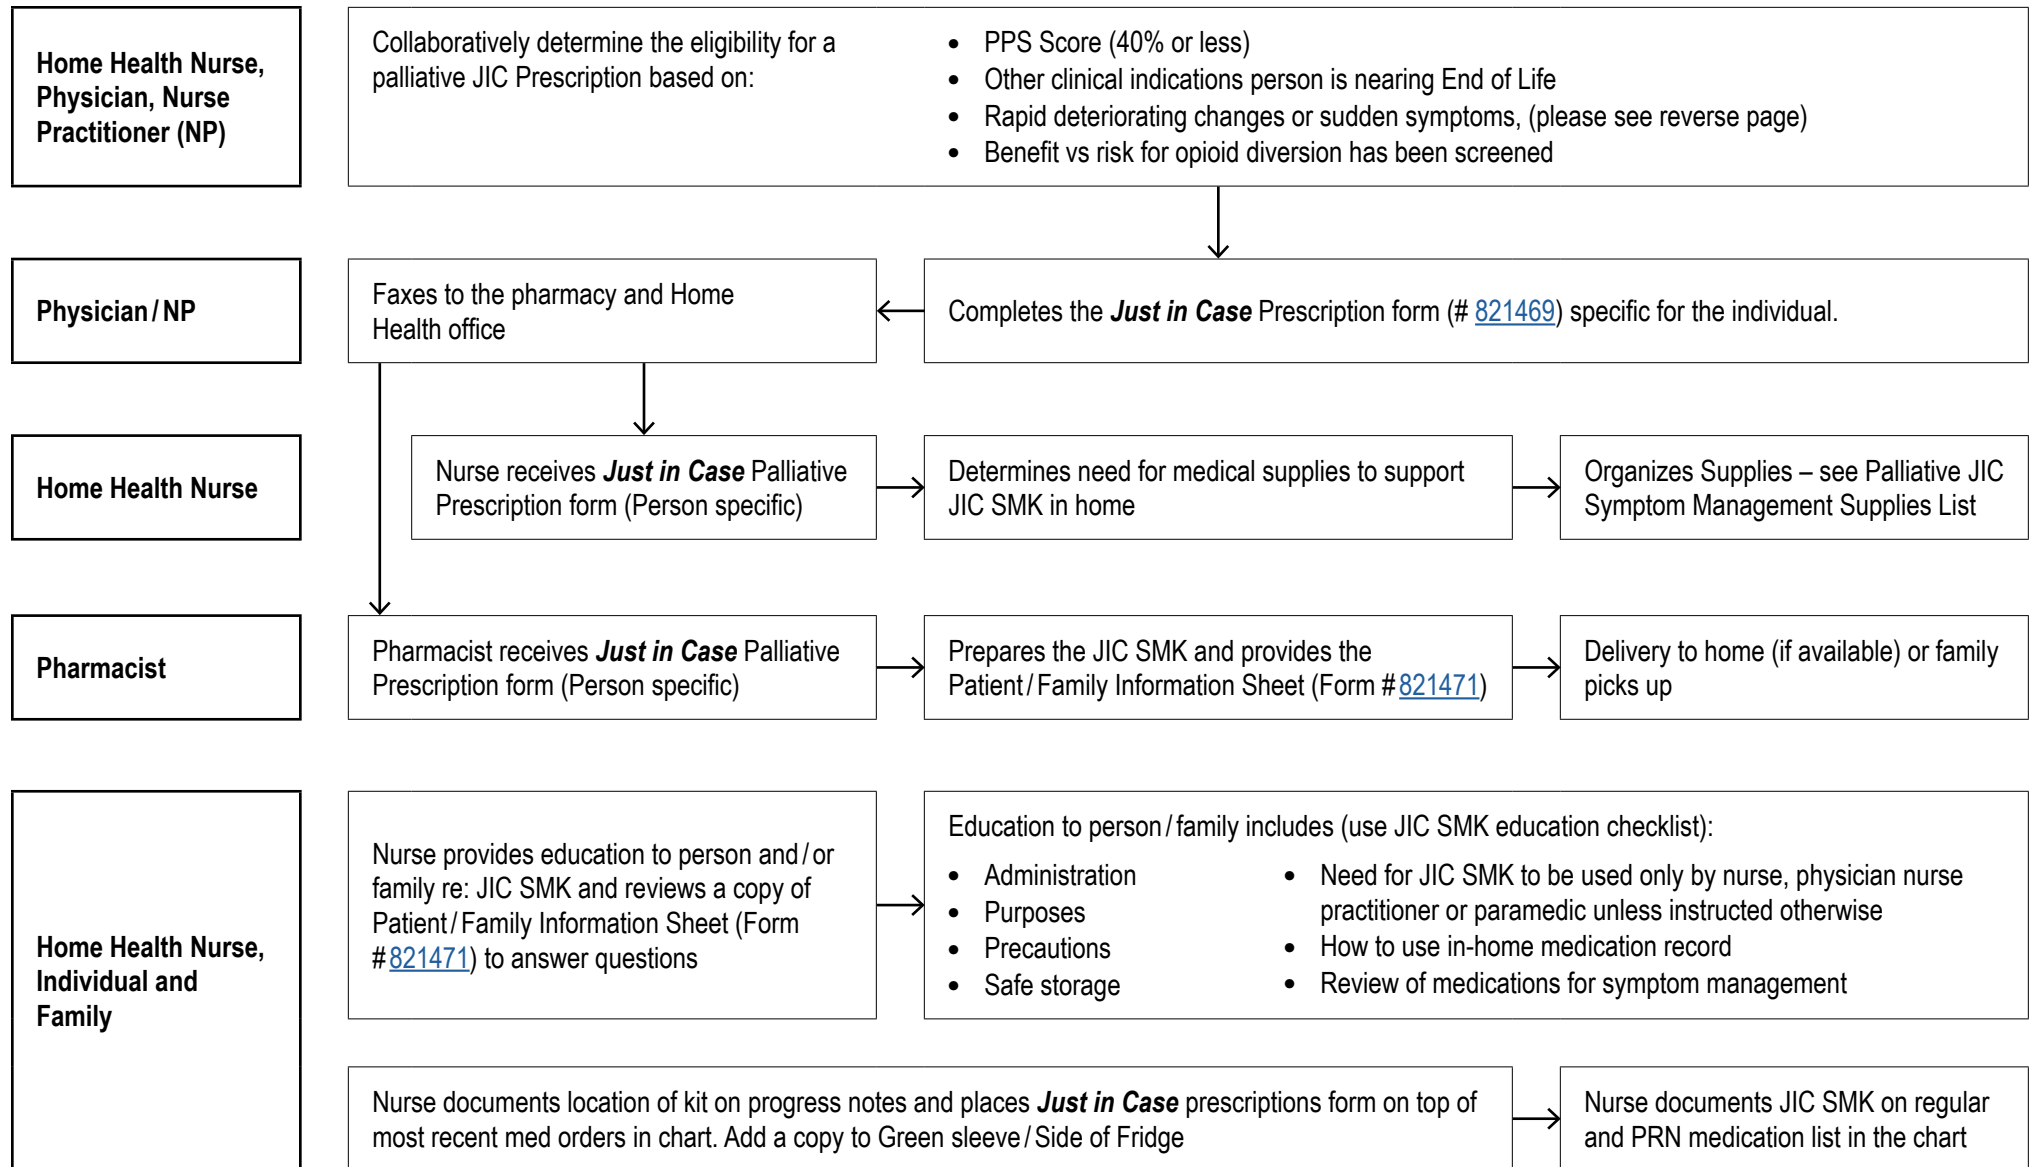 Home Health Nurse,
Physician, Nurse
Practitioner (NP)
Collaboratively determine the eligibility for a
palliative JIC Prescription based on:
• PPS Score (40% or less)
• Other clinical indications person is nearing End of Life
• Rapid deteriorating changes or sudden symptoms, (please see reverse page)
• Benefit vs risk for opioid diversion has been screened
Physician / NP
Faxes to the pharmacy and Home
Health office
Completes the Just in Case Prescription form (# 821469) specific for the individual.
Home Health Nurse
Nurse receives Just in Case Palliative
Prescription form (Person specific)
Determines need for medical supplies to support
JIC SMK in home
Organizes Supplies – see Palliative JIC
Symptom Management Supplies List
Pharmacist
Pharmacist receives Just in Case Palliative
Prescription form (Person specific)
Prepares the JIC SMK and provides the
Patient / Family Information Sheet (Form # 821471)
Delivery to home (if available) or family
picks up
Home Health Nurse,
Individual and
Family
Nurse provides education to person and / or
family re: JIC SMK and reviews a copy of
Patient / Family Information Sheet (Form
# 821471) to answer questions
Education to person / family includes (use JIC SMK education checklist):
• Administration
• Purposes
• Precautions
• Safe storage
• Need for JIC SMK to be used only by nurse, physician nurse
practitioner or paramedic unless instructed otherwise
• How to use in-home medication record
• Review of medications for symptom management
Nurse documents location of kit on progress notes and places Just in Case prescriptions form on top of
most recent med orders in chart. Add a copy to Green sleeve / Side of Fridge
Nurse documents JIC SMK on regular
and PRN medication list in the chart